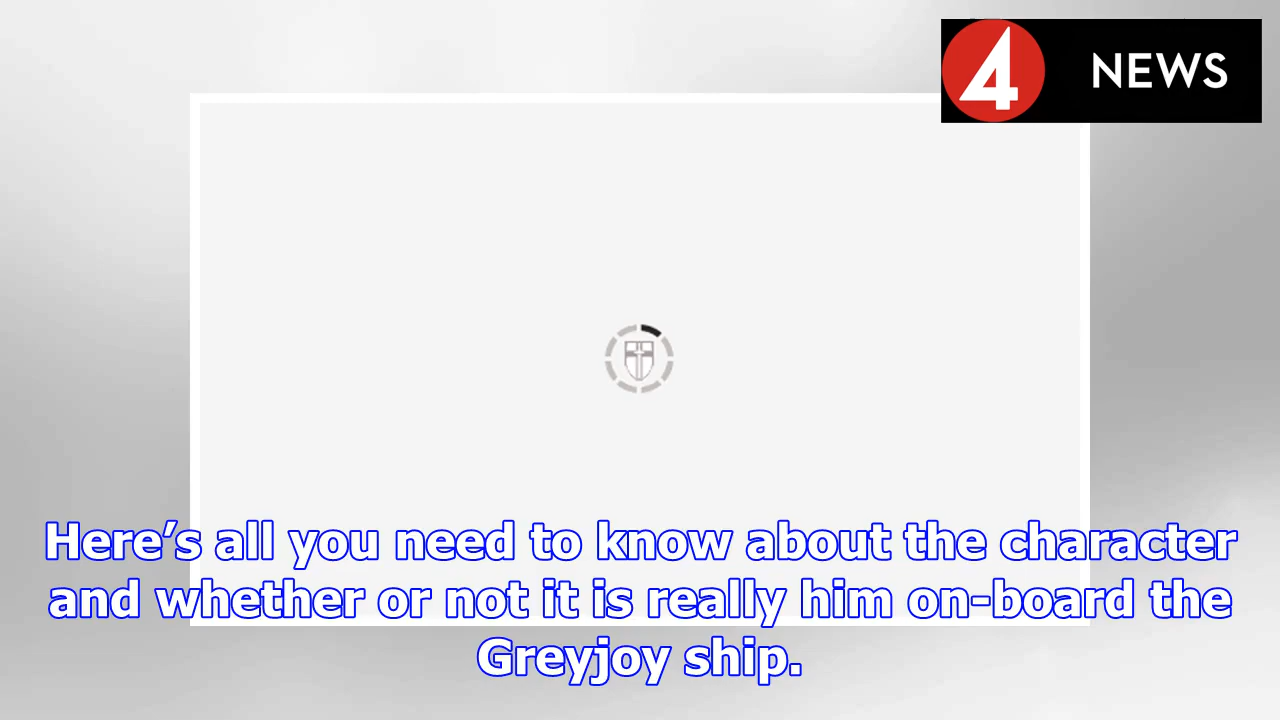 4 NEWS
Here’s all you need to know about the character
and whether or not it is really him on-board the
Greyjoy ship.